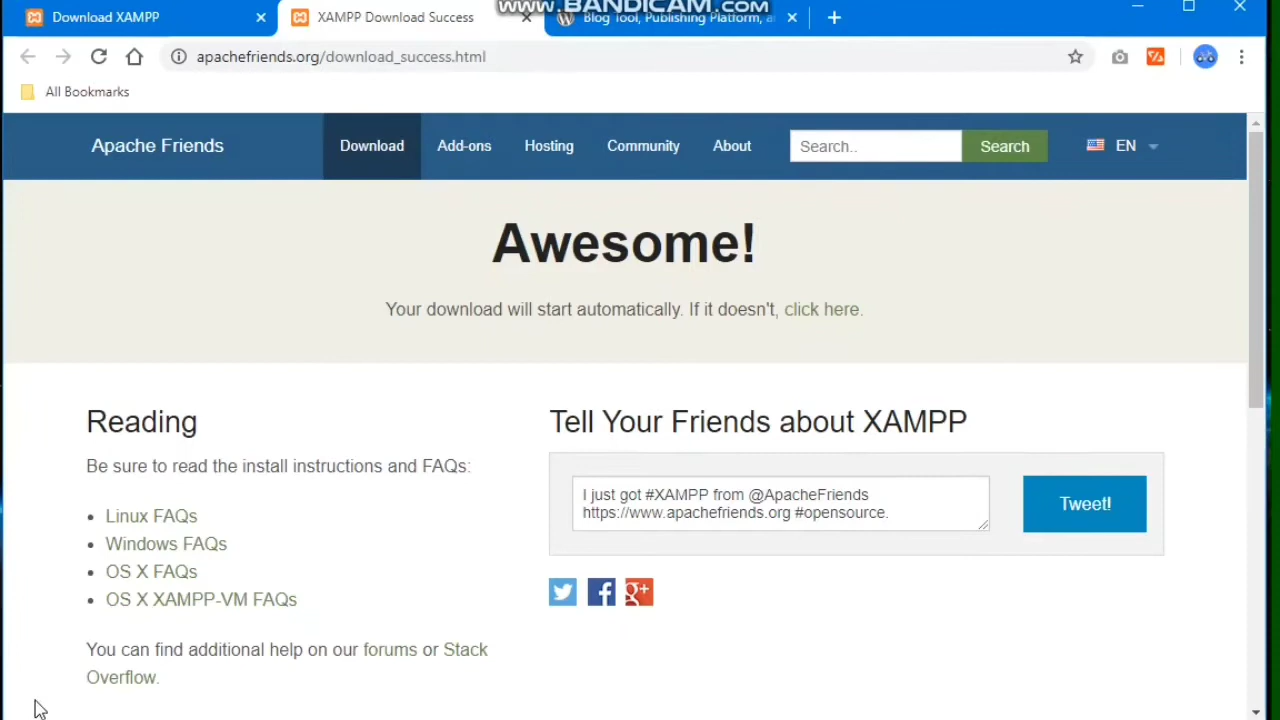 www.BANDICAM.com
Download XAMPP
XAMPP Download Success
Blog Tool, Publishing Platform, a
apachefriends.org/download_success.html
All Bookmarks
Apache Friends
Download
Add-ons
Hosting
Community
About
Search..
Search
EN
Awesome!
Your download will start automatically. If it doesn't, click here.
Reading
Be sure to read the install instructions and FAQs:
• Linux FAQs
• Windows FAQs
• OS X FAQs
• OS X XAMPP-VM FAQs
You can find additional help on our forums or Stack
Overflow.
Tell Your Friends about XAMPP
I just got #XAMPP from @ApacheFriends
https://www.apachefriends.org #opensource.
Tweet!